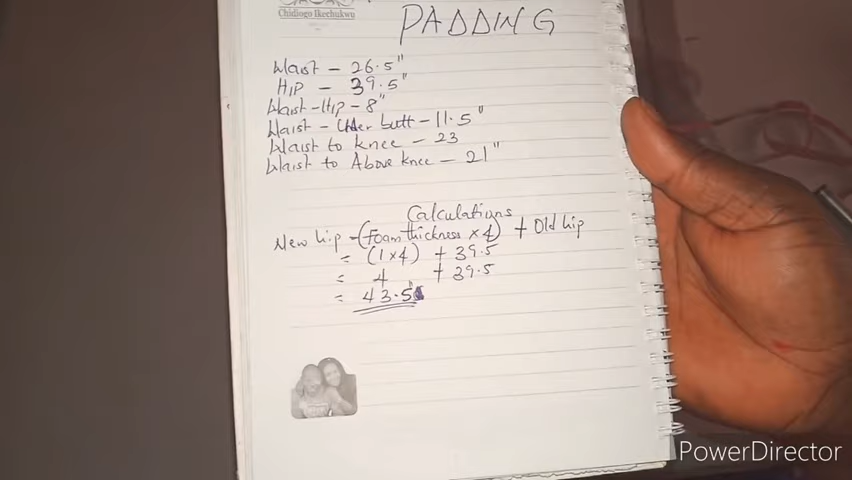 Chidiogo Ikechukwu
PADDING
Waist - 26.5"
HIP - 39.5"
Waist-Hip - 8"
Waist - Under butt - 11.5"
Waist to knee - 23
Waist to Above knee - 21"
Calculations
New hip = (Foam thickness × 4) + Old hip
= (1 × 4) + 39.5
= 4 + 39.5
= 43.5"
PowerDirector